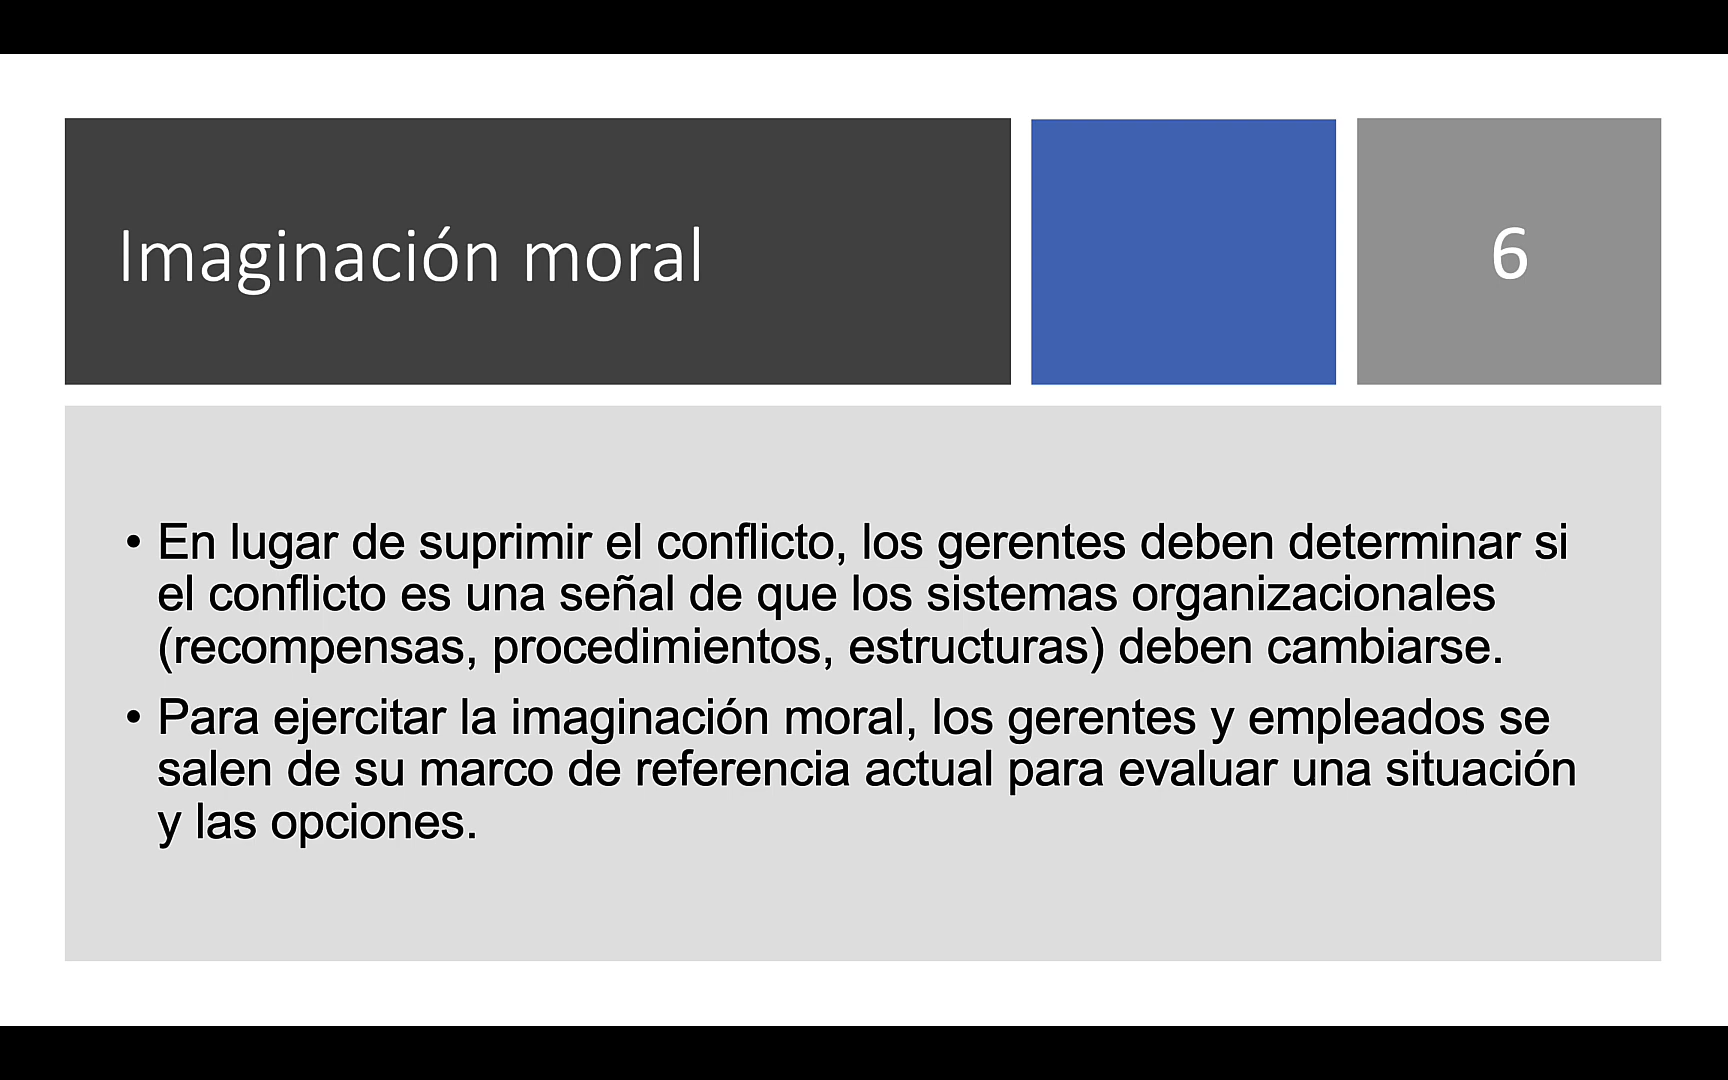 Imaginación moral
6
• En lugar de suprimir el conflicto, los gerentes deben determinar si
el conflicto es una señal de que los sistemas organizacionales
(recompensas, procedimientos, estructuras) deben cambiarse.
• Para ejercitar la imaginación moral, los gerentes y empleados se
salen de su marco de referencia actual para evaluar una situación
y las opciones.